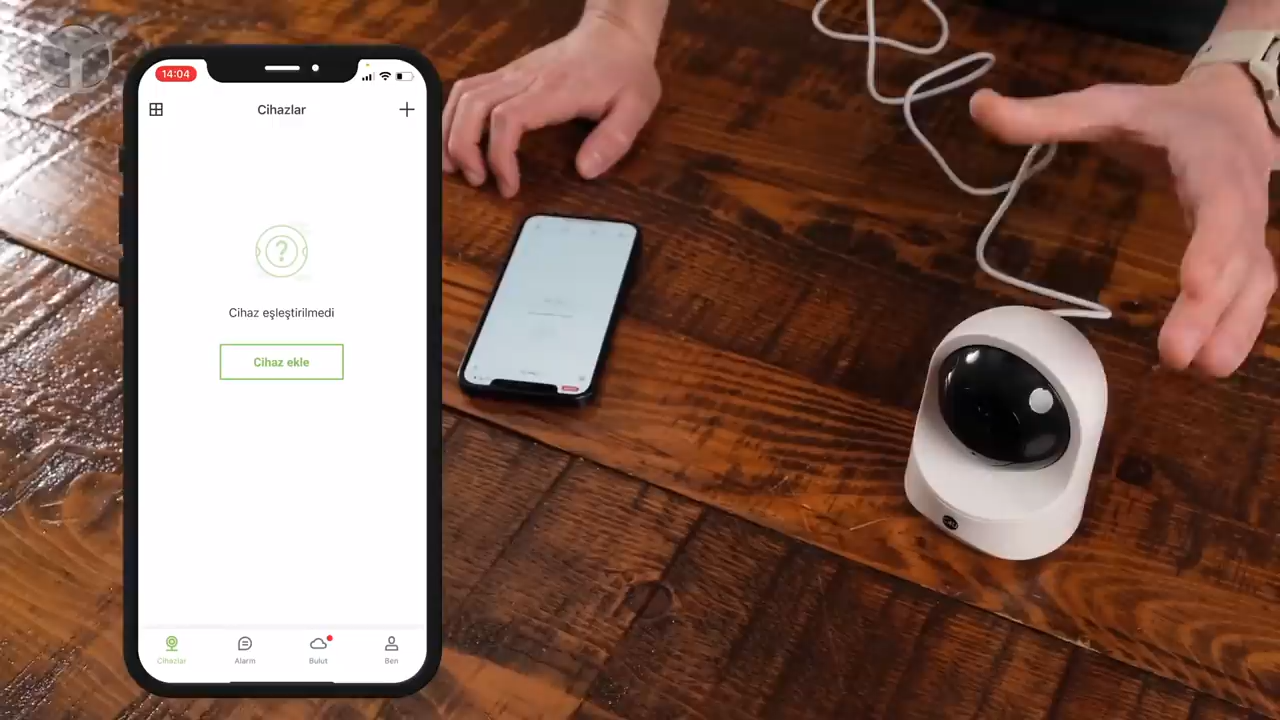 14:04
Cihazlar
Cihaz eşleştirilmedi
Cihaz ekle
Cihazlar
Alarm
Bulut
Ben